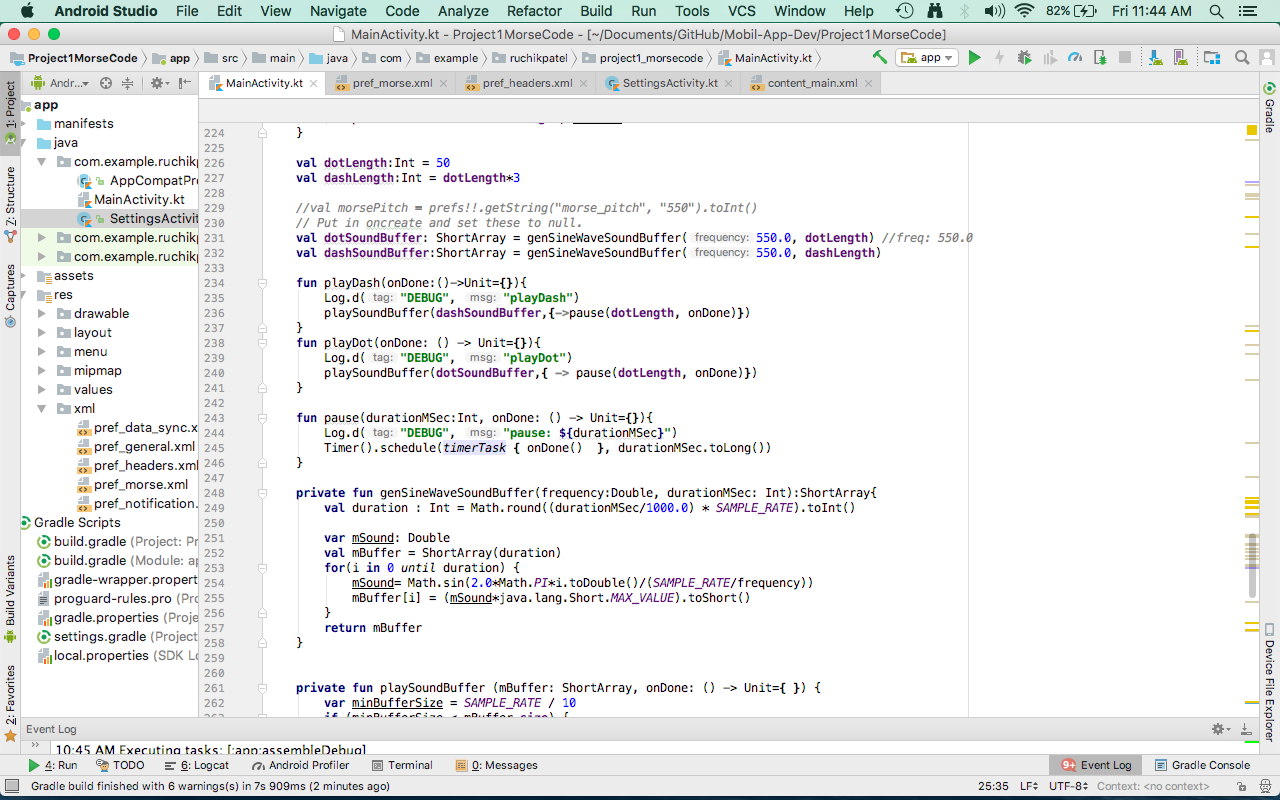 Android Studio File Edit View Navigate Code Analyze Refactor Build Run Tools VCS Window Help 82% Fri 11:44 AM
MainActivity.kt - Project1MorseCode - [~/Documents/GitHub/Mobil-App-Dev/Project1MorseCode]
Project1MorseCode app src main java com example ruchikpatel project1_morsecode MainActivity.kt app
Andr... MainActivity.kt pref_morse.xml pref_headers.xml SettingsActivity.kt content_main.xml
1: Project
Z: Structure
Captures
Build Variants
2: Favorites
app
manifests
java
com.example.ruchikp
AppCompatPr
MainActivity.kt
SettingsActivit
com.example.ruchikp
com.example.ruchikp
assets
res
drawable
layout
menu
mipmap
values
xml
pref_data_sync.x
pref_general.xml
pref_headers.xml
pref_morse.xml
pref_notification.
Gradle Scripts
build.gradle (Project: Pr
build.gradle (Module: ap
gradle-wrapper.propert
proguard-rules.pro (Pro
gradle.properties (Proje
settings.gradle (Project
local.properties (SDK Lo
224 }
225
226 val dotLength:Int = 50
227 val dashLength:Int = dotLength*3
228
229 //val morsePitch = prefs!!.getString("morse_pitch", "550").toInt()
230 // Put in oncreate and set these to null.
231 val dotSoundBuffer: ShortArray = genSineWaveSoundBuffer( frequency: 550.0, dotLength) //freq: 550.0
232 val dashSoundBuffer:ShortArray = genSineWaveSoundBuffer( frequency: 550.0, dashLength)
233
234 fun playDash(onDone:()->Unit={}){
235 Log.d( tag: "DEBUG", msg: "playDash")
236 playSoundBuffer(dashSoundBuffer,{->pause(dotLength, onDone)})
237 }
238 fun playDot(onDone: () -> Unit={}){
239 Log.d( tag: "DEBUG", msg: "playDot")
240 playSoundBuffer(dotSoundBuffer,{ -> pause(dotLength, onDone)})
241 }
242
243 fun pause(durationMSec:Int, onDone: () -> Unit={}){
244 Log.d( tag: "DEBUG", msg: "pause: ${durationMSec}")
245 Timer().schedule(timerTask { onDone() }, durationMSec.toLong())
246 }
247
248 private fun genSineWaveSoundBuffer(frequency:Double, durationMSec: Int):ShortArray{
249 val duration : Int = Math.round((durationMSec/1000.0) * SAMPLE_RATE).toInt()
250
251 var mSound: Double
252 val mBuffer = ShortArray(duration)
253 for(i in 0 until duration) {
254 mSound= Math.sin(2.0*Math.PI*i.toDouble()/(SAMPLE_RATE/frequency))
255 mBuffer[i] = (mSound*java.lang.Short.MAX_VALUE).toShort()
256 }
257 return mBuffer
258 }
259
260
261 private fun playSoundBuffer (mBuffer: ShortArray, onDone: () -> Unit={ }) {
262 var minBufferSize = SAMPLE_RATE / 10
263 if (minBufferSize < mBuffer.size) {
Gradle
Device File Explorer
Event Log
10:45 AM Executing tasks: [:app:assembleDebug]
4: Run TODO 6: Logcat Android Profiler Terminal 0: Messages 9+ Event Log Gradle Console
Gradle build finished with 6 warnings(s) in 7s 909ms (2 minutes ago) 25:35 LF UTF-8 Context: <no context>